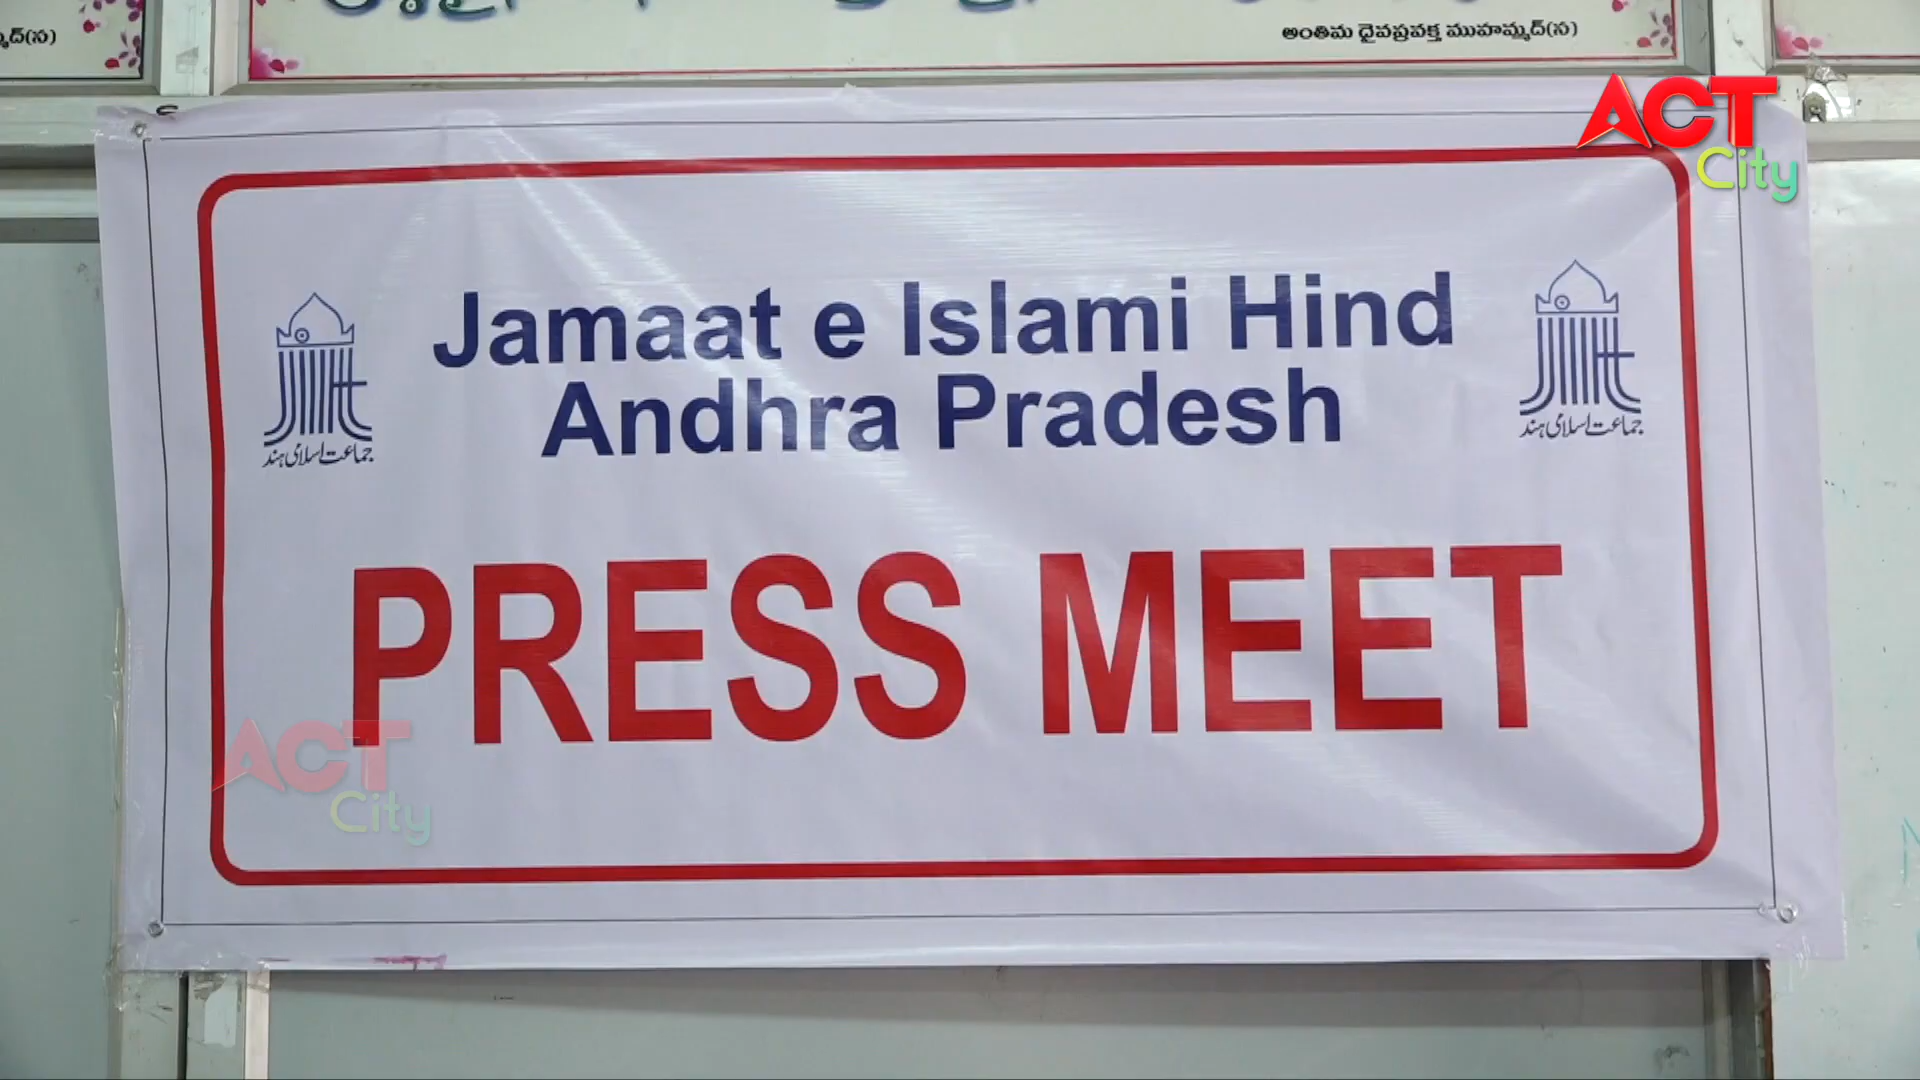 అంతిమ దైవప్రవక్త ముహమ్మద్(స)
ACT
City
Jamaat e Islami Hind
Andhra Pradesh
جماعت اسلامی ہند
جماعت اسلامی ہند
PRESS MEET
ACT
City